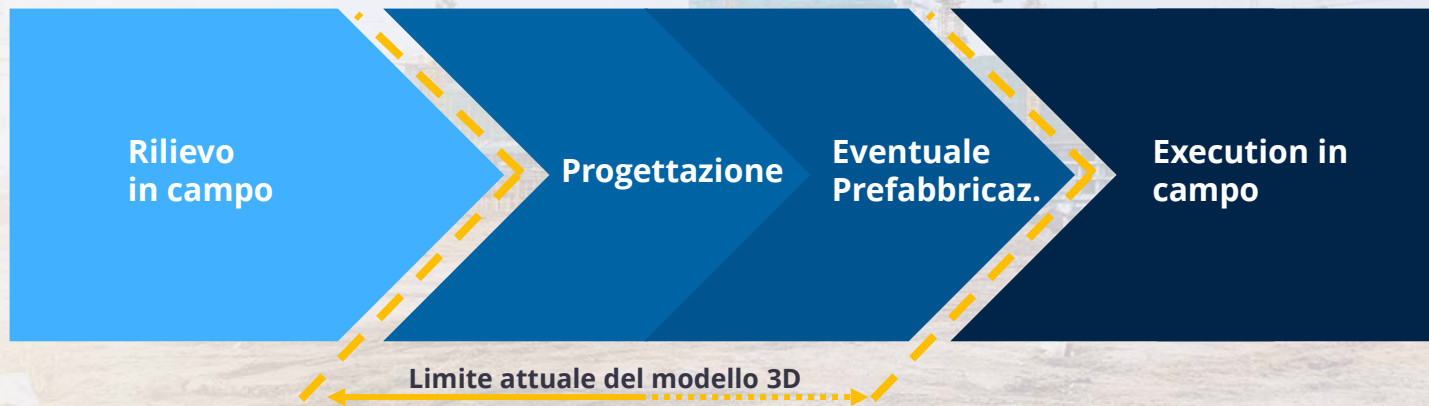 Rilievo
in campo
Progettazione
Eventuale
Prefabbricaz.
Execution in
campo
Limite attuale del modello 3D